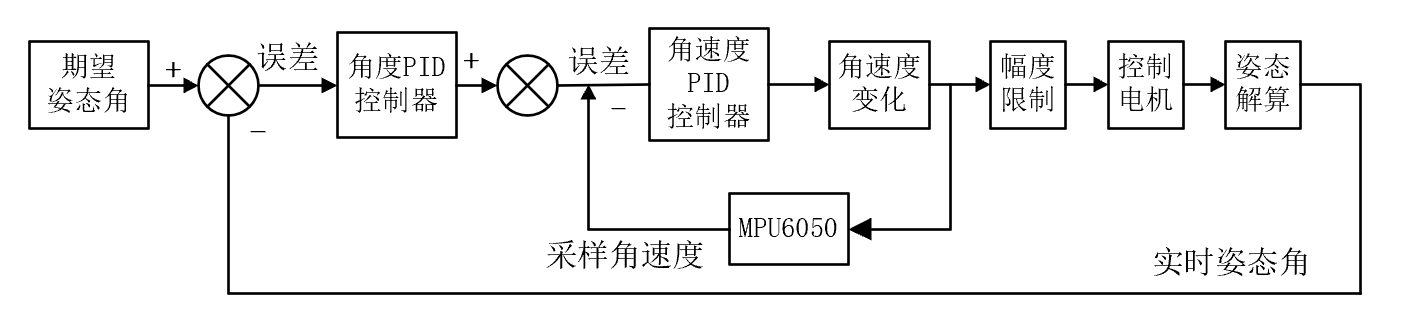 期望
姿态角
+
−
误差
角度PID
控制器
+
误差
−
角速度
PID
控制器
角速度
变化
幅度
限制
控制
电机
姿态
解算
MPU6050
采样角速度
实时姿态角